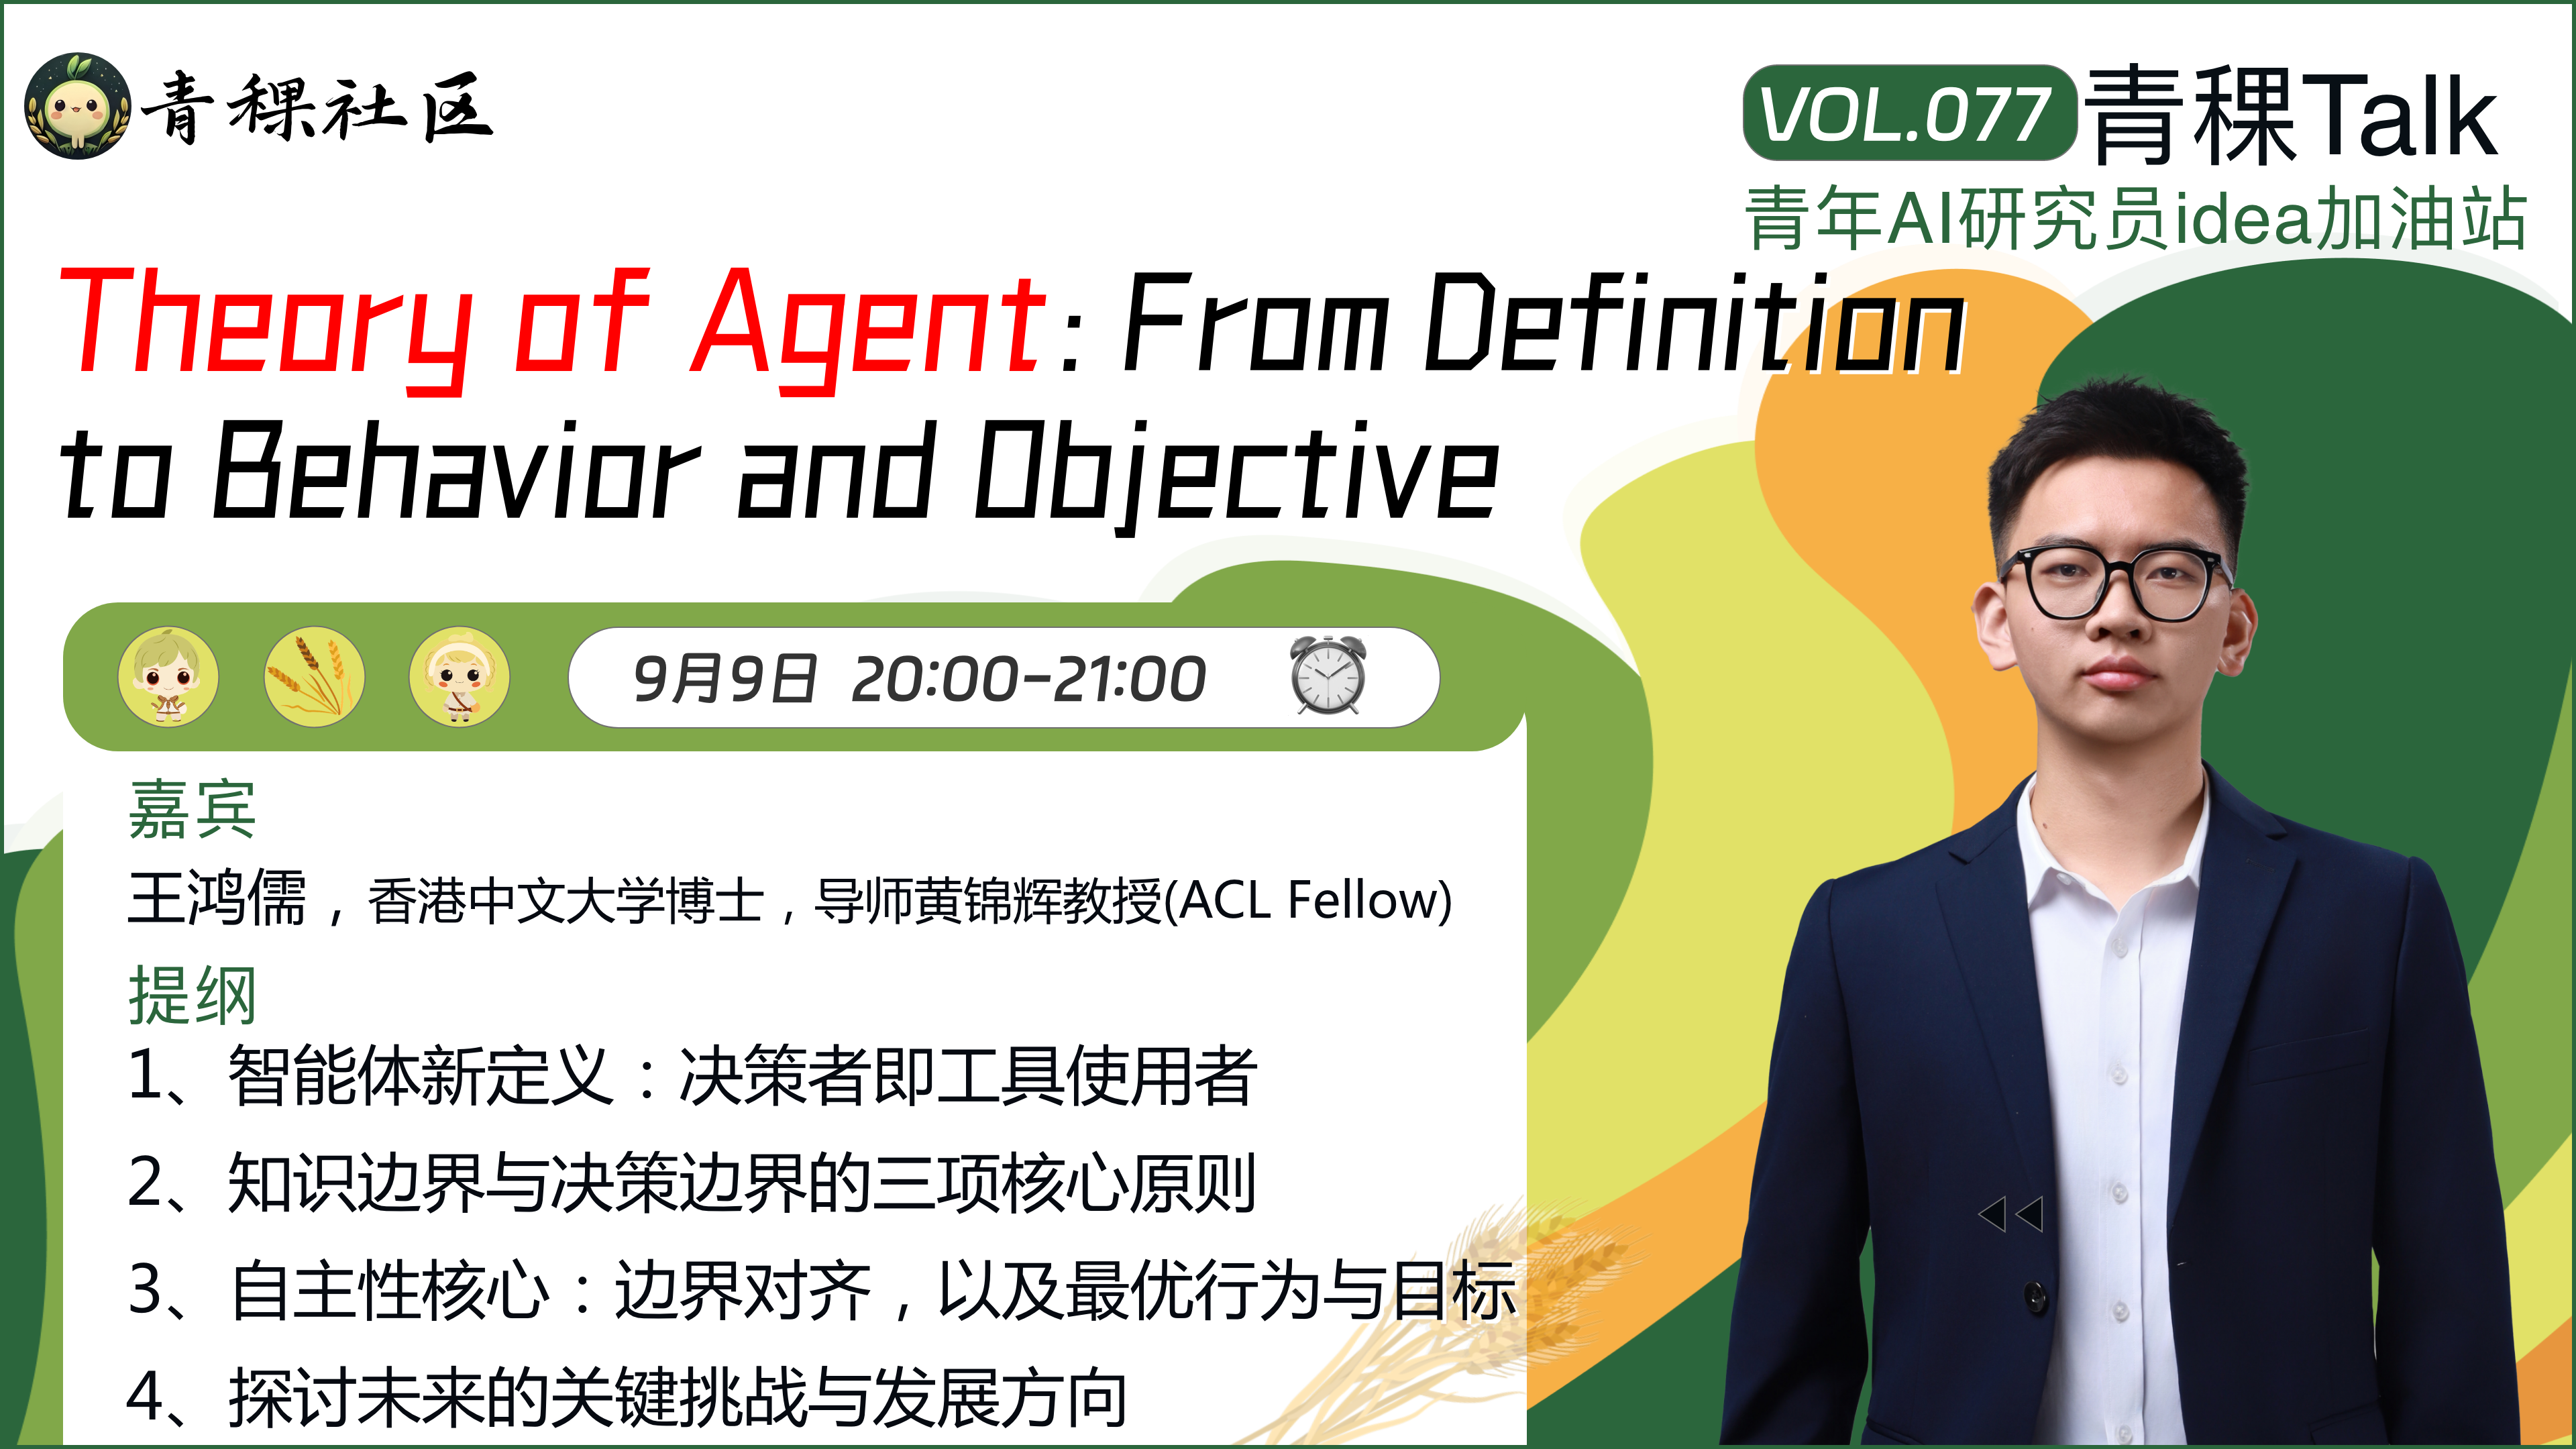 青稞社区
VOL.077 青稞Talk
青年AI研究员idea加油站
Theory of Agent: From Definition
to Behavior and Objective
9月9日 20:00-21:00
嘉宾
王鸿儒，香港中文大学博士，导师黄锦辉教授(ACL Fellow)
提纲
1、智能体新定义：决策者即工具使用者
2、知识边界与决策边界的三项核心原则
3、自主性核心：边界对齐，以及最优行为与目标
4、探讨未来的关键挑战与发展方向